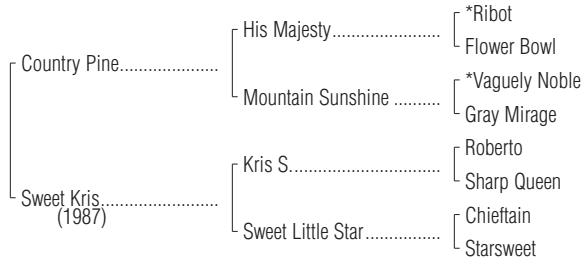 *Ribot
His Majesty
Flower Bowl
Country Pine
*Vaguely Noble
Mountain Sunshine
Gray Mirage
Roberto
Kris S.
Sharp Queen
Sweet Kris
(1987)
Chieftain
Sweet Little Star
Starsweet